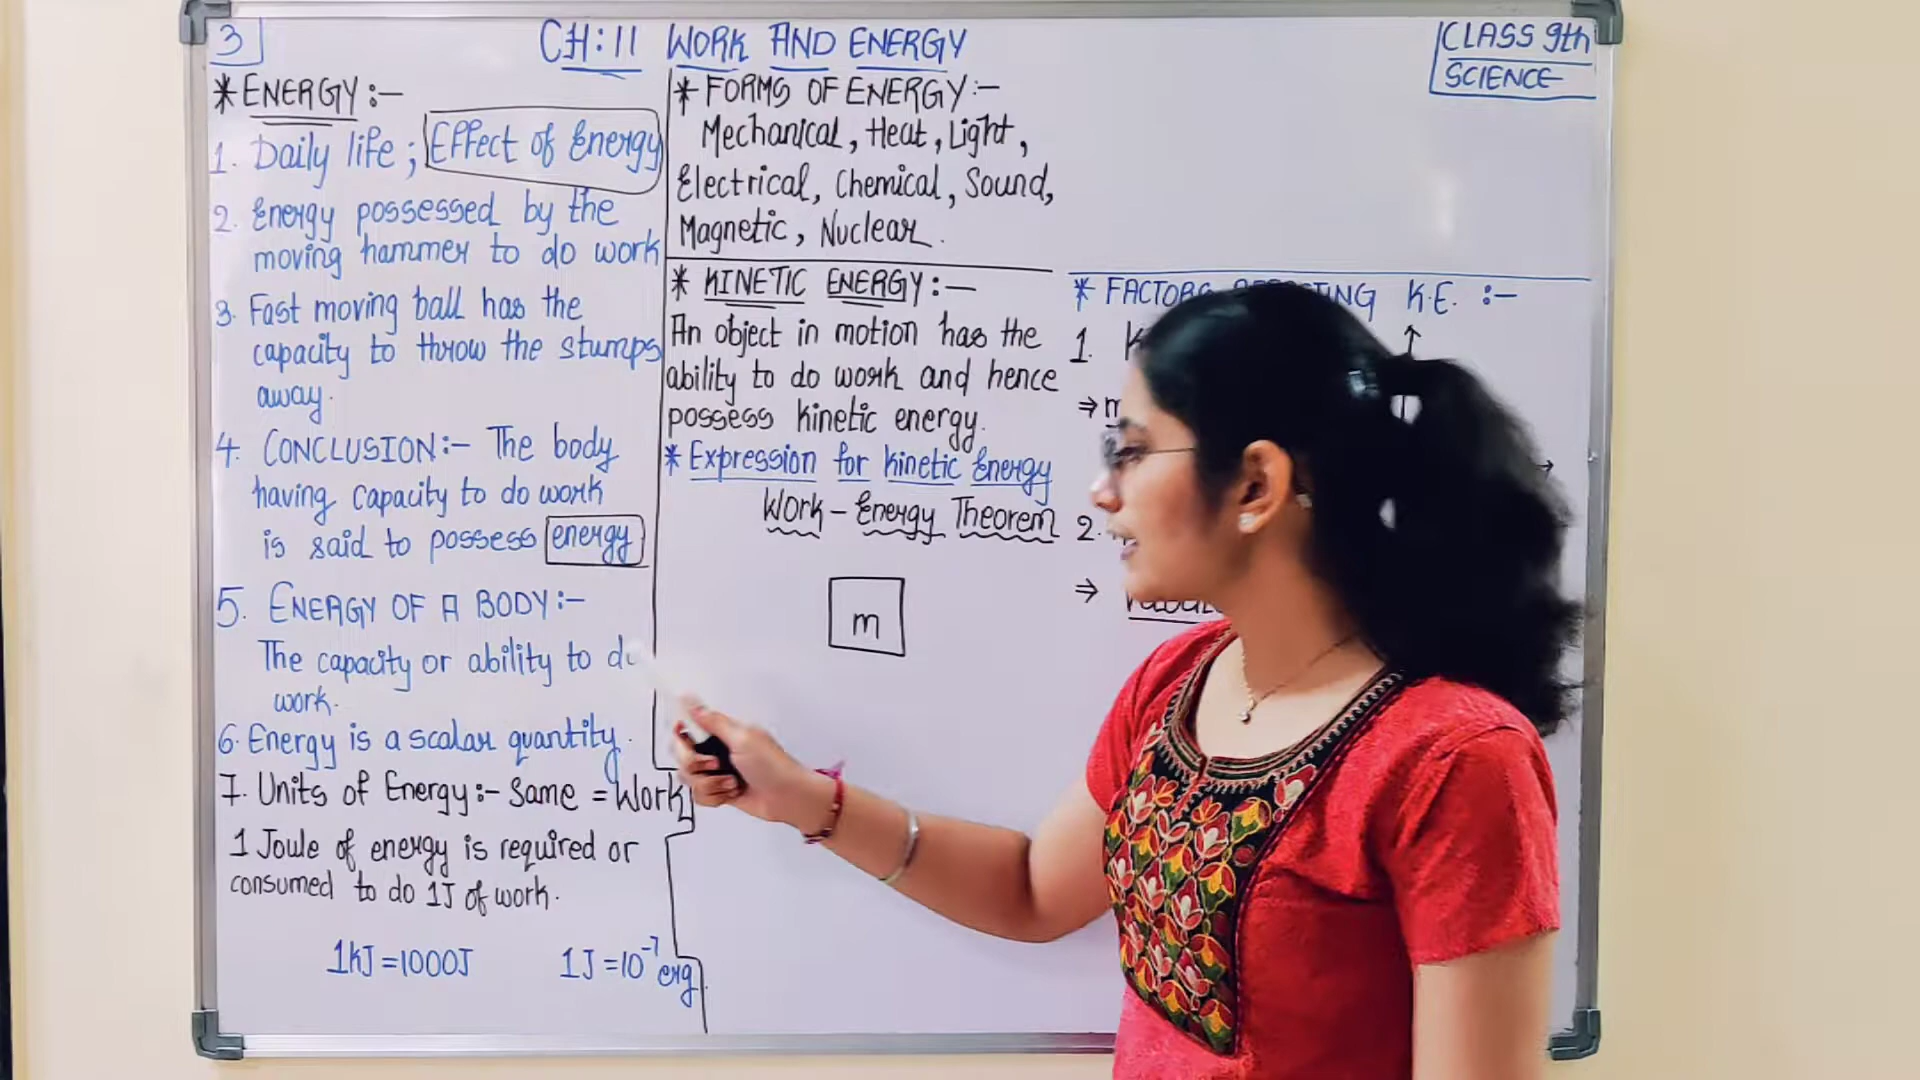 3
CH:11 WORK AND ENERGY
CLASS 9th
SCIENCE
* ENERGY:-
1. Daily life ; Effect of Energy
2. Energy possessed by the
moving hammer to do work
3. Fast moving ball has the
capacity to throw the stumps
away.
4. CONCLUSION:- The body
having capacity to do work
is said to possess energy
5. ENERGY OF A BODY:-
The capacity or ability to do
work.
6. Energy is a scalar quantity.
7. Units of Energy:- Same = Work
1 Joule of energy is required or
consumed to do 1J of work.
1kJ =1000J 1J =10⁻⁷ erg
* FORMS OF ENERGY:-
Mechanical, Heat, Light,
Electrical, Chemical, Sound,
Magnetic, Nuclear.
* KINETIC ENERGY:-
An object in motion has the
ability to do work and hence
possess kinetic energy.
* Expression for kinetic Energy
Work - Energy Theorem
m
* FACTORS K.E. :-
1.
⇒
2.
⇒